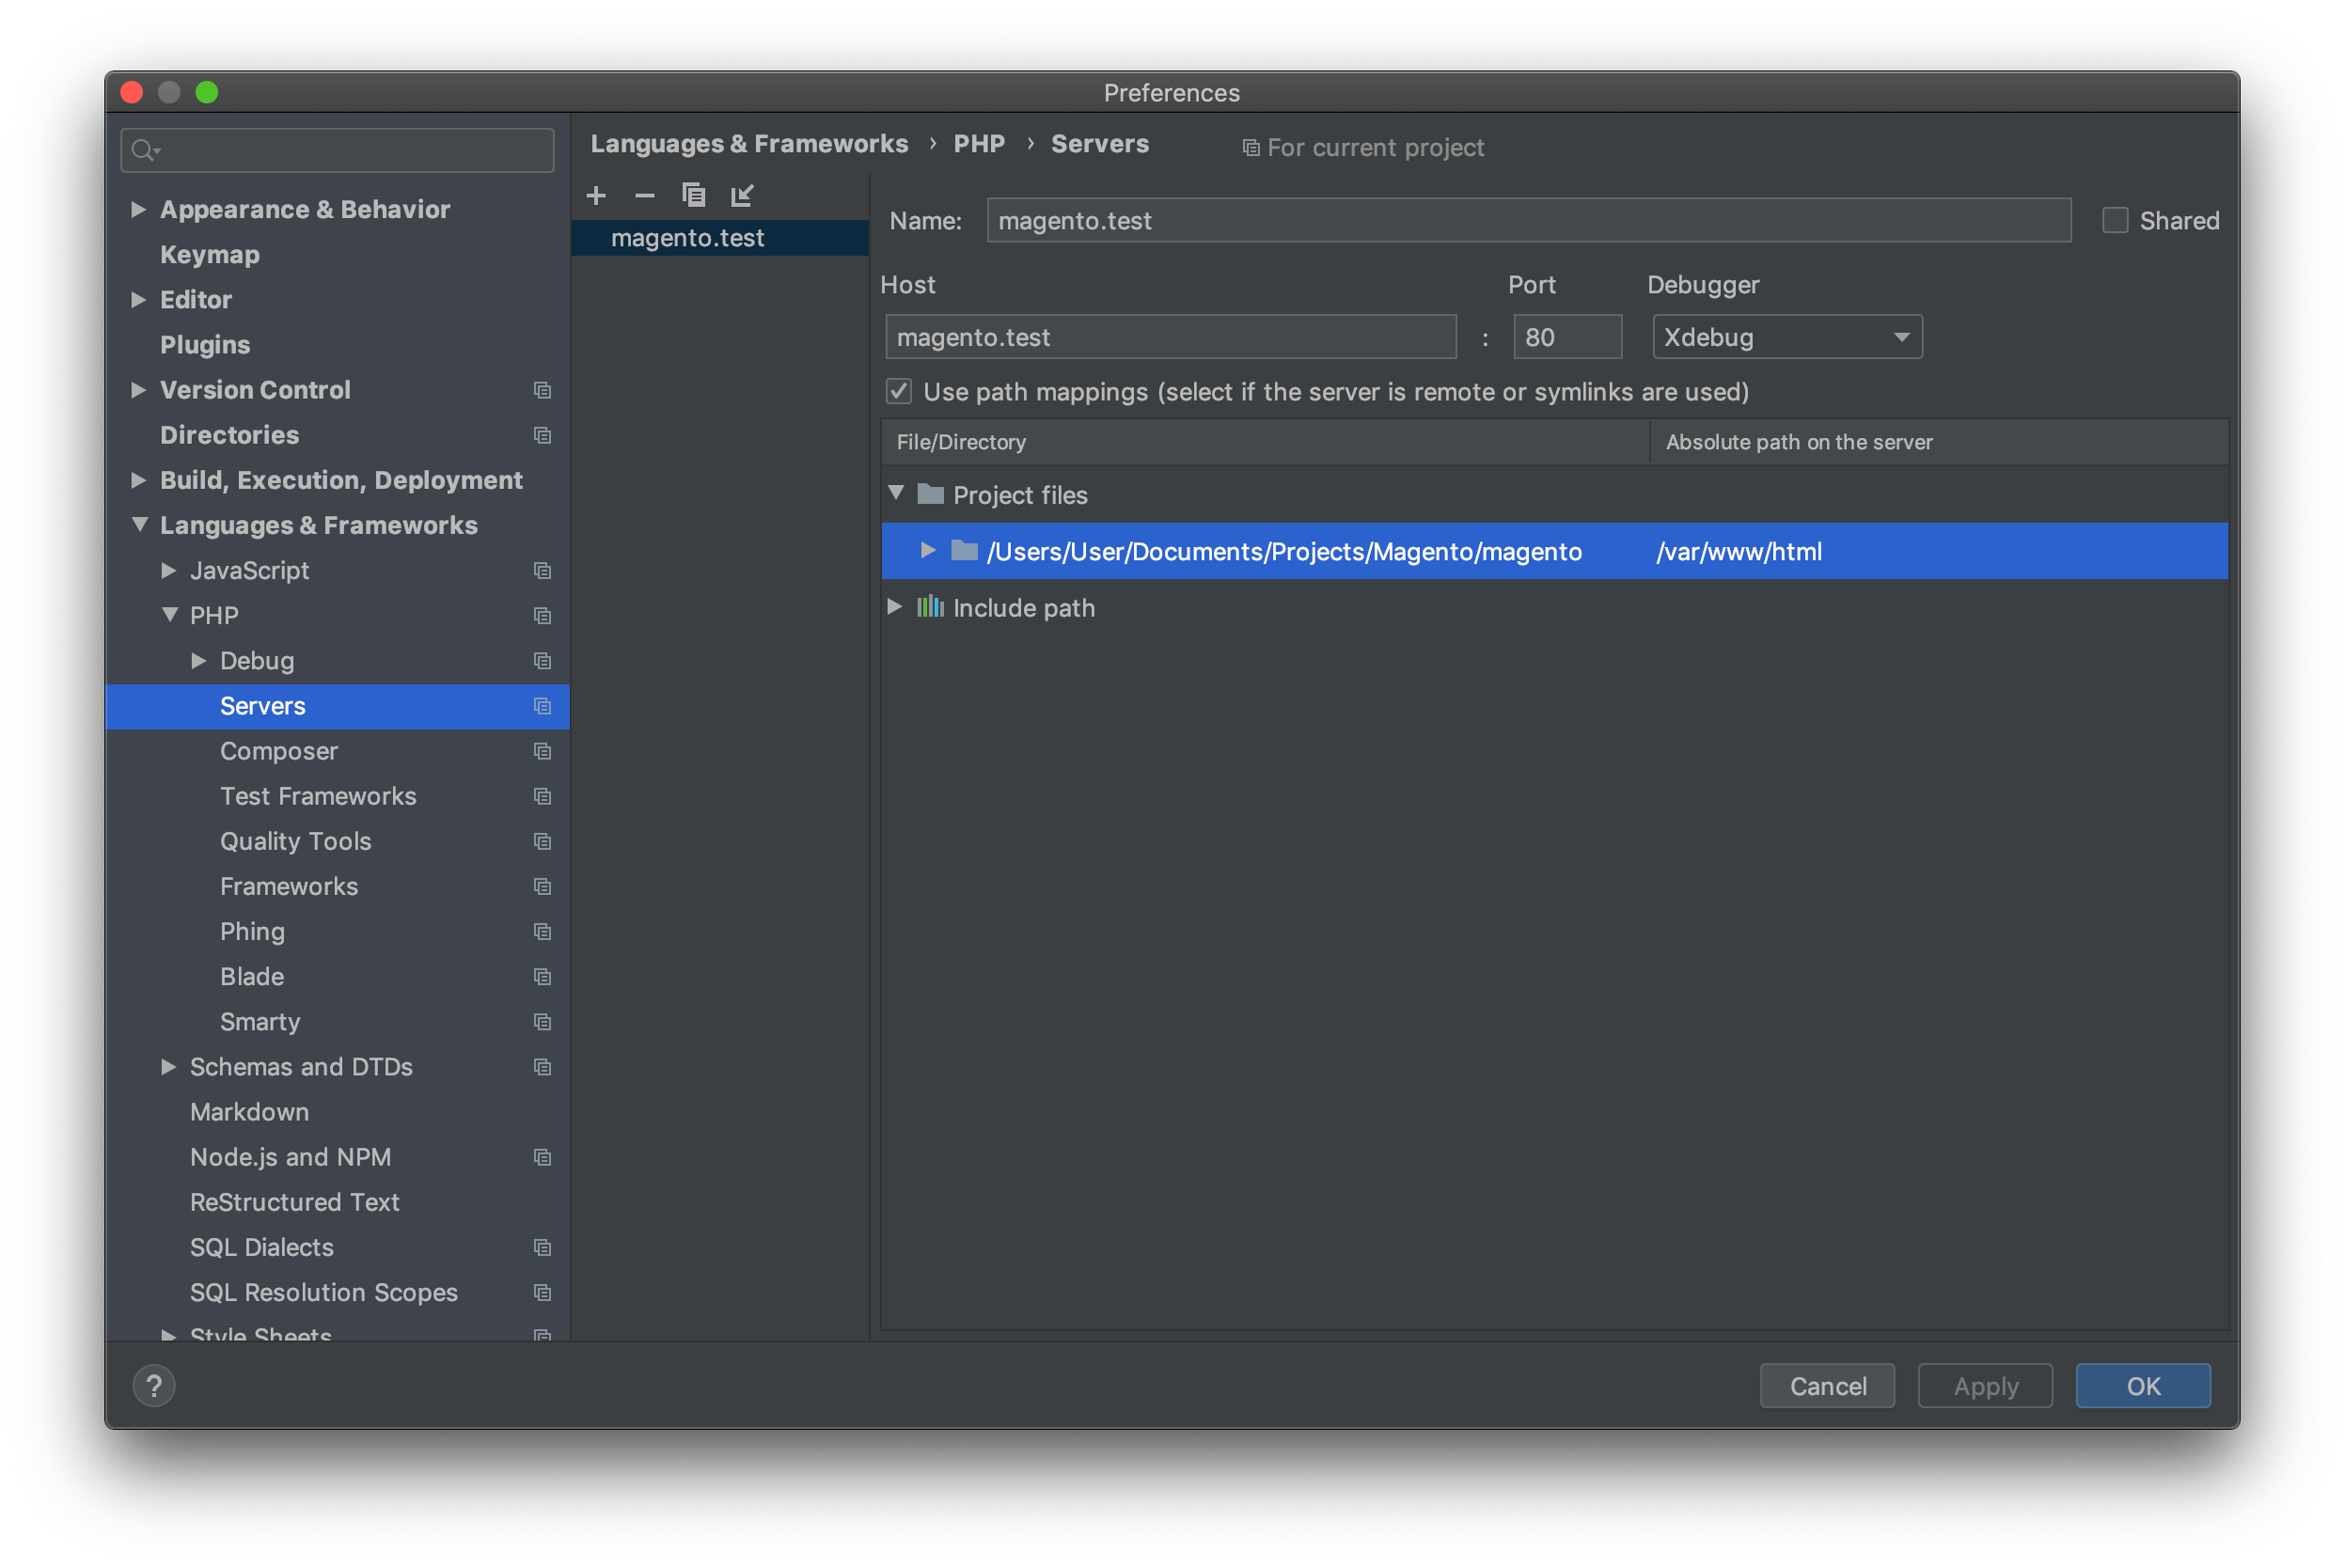 Preferences
Appearance & Behavior
Keymap
Editor
Plugins
Version Control
Directories
Build, Execution, Deployment
Languages & Frameworks
JavaScript
PHP
Debug
Servers
Composer
Test Frameworks
Quality Tools
Frameworks
Phing
Blade
Smarty
Schemas and DTDs
Markdown
Node.js and NPM
ReStructured Text
SQL Dialects
SQL Resolution Scopes
Style Sheets
Languages & Frameworks › PHP › Servers For current project
magento.test
Name: magento.test Shared
Host Port Debugger
magento.test : 80 Xdebug
Use path mappings (select if the server is remote or symlinks are used)
File/Directory Absolute path on the server
Project files
/Users/User/Documents/Projects/Magento/magento /var/www/html
Include path
? Cancel Apply OK